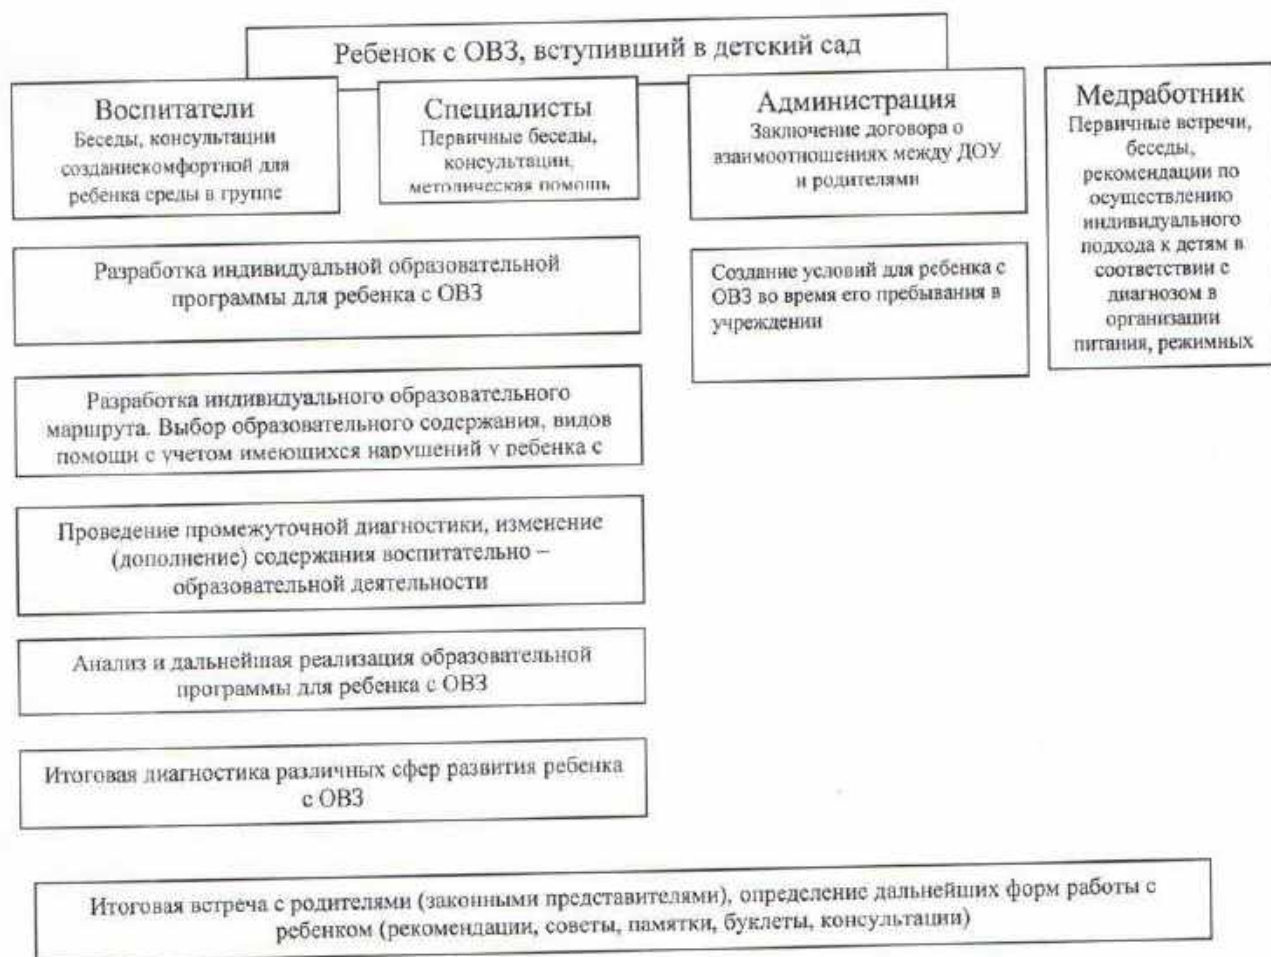 Ребенок с ОВЗ, вступивший в детский сад
Воспитатели
Беседы, консультации
созданиекомфортной для
ребенка среды в группе
Специалисты
Первичные беседы,
консультации,
методическая помощь
Администрация
Заключение договора о
взаимоотношениях между ДОУ
и родителями
Медработник
Первичные встречи,
беседы,
рекомендации по
осуществлению
индивидуального
подхода к детям в
соответствии с
диагнозом в
организации
питания, режимных
Разработка индивидуальной образовательной
программы для ребенка с ОВЗ
Создание условий для ребенка с
ОВЗ во время его пребывания в
учреждении
Разработка индивидуального образовательного
маршрута. Выбор образовательного содержания, видов
помощи с учетом имеющихся нарушений у ребенка с
Проведение промежуточной диагностики, изменение
(дополнение) содержания воспитательно –
образовательной деятельности
Анализ и дальнейшая реализация образовательной
программы для ребенка с ОВЗ
Итоговая диагностика различных сфер развития ребенка
с ОВЗ
Итоговая встреча с родителями (законными представителями), определение дальнейших форм работы с
ребенком (рекомендации, советы, памятки, буклеты, консультации)